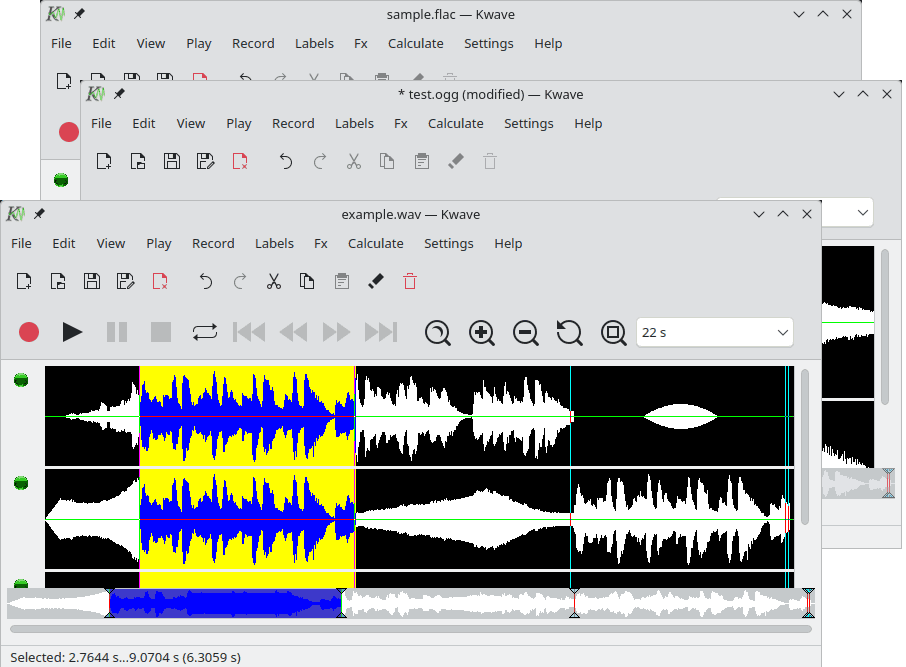 sample.flac — Kwave
File Edit View Play Record Labels Fx Calculate Settings Help
* test.ogg (modified) — Kwave
File Edit View Play Record Labels Fx Calculate Settings Help
example.wav — Kwave
File Edit View Play Record Labels Fx Calculate Settings Help
22 s
Selected: 2.7644 s...9.0704 s (6.3059 s)